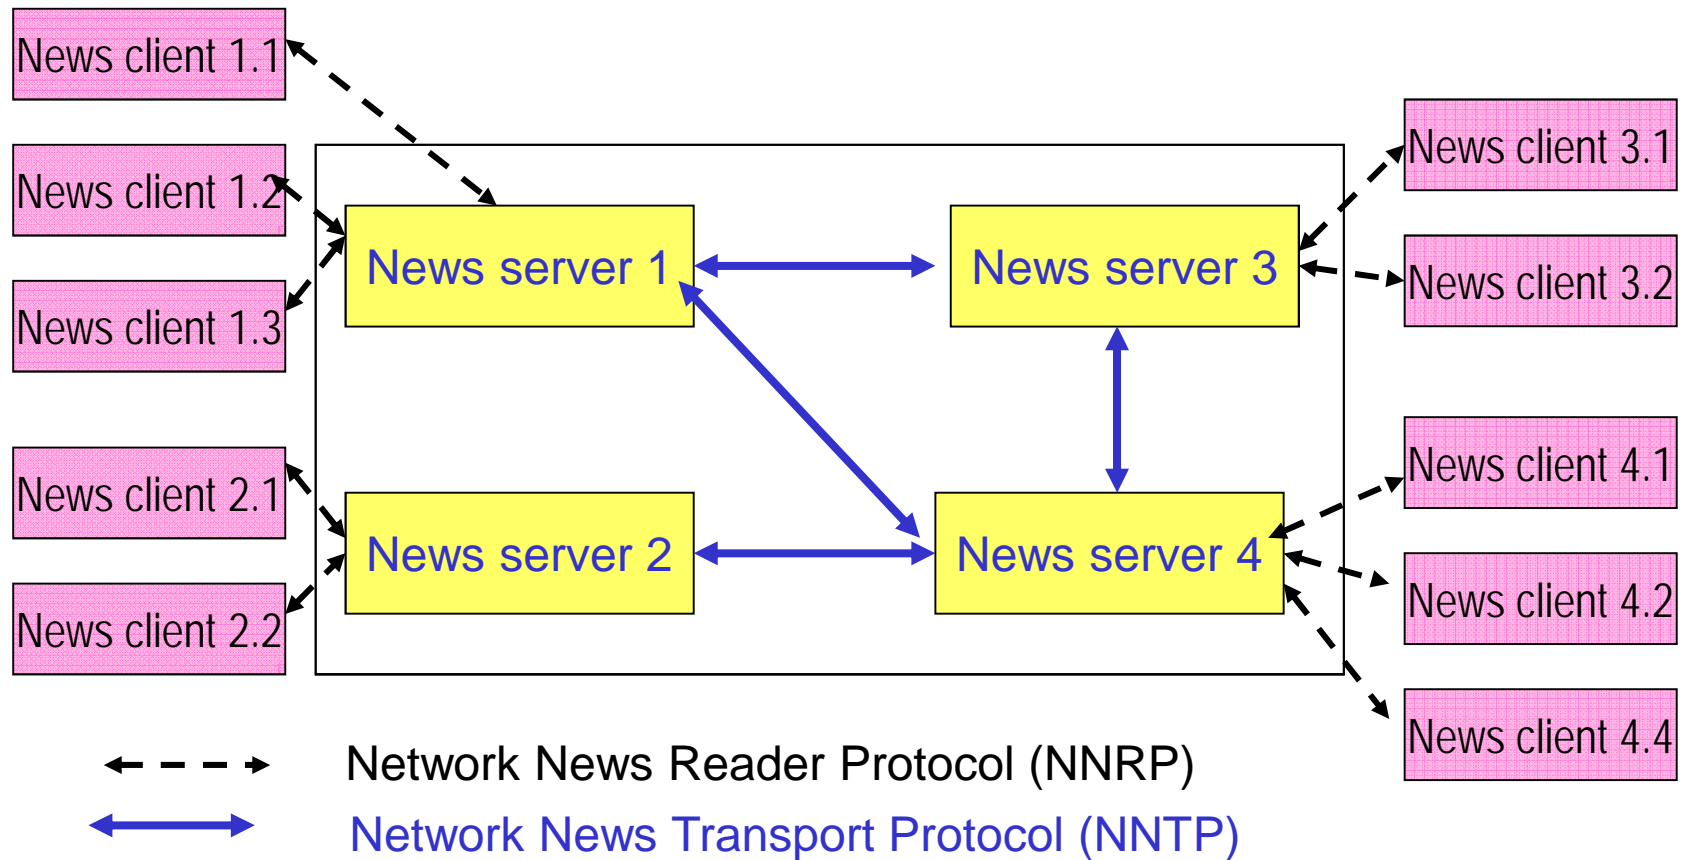 News client 1.1
News client 1.2
News client 1.3
News client 2.1
News client 2.2
News server 1
News server 3
News server 2
News server 4
News client 3.1
News client 3.2
News client 4.1
News client 4.2
News client 4.4
Network News Reader Protocol (NNRP)
Network News Transport Protocol (NNTP)